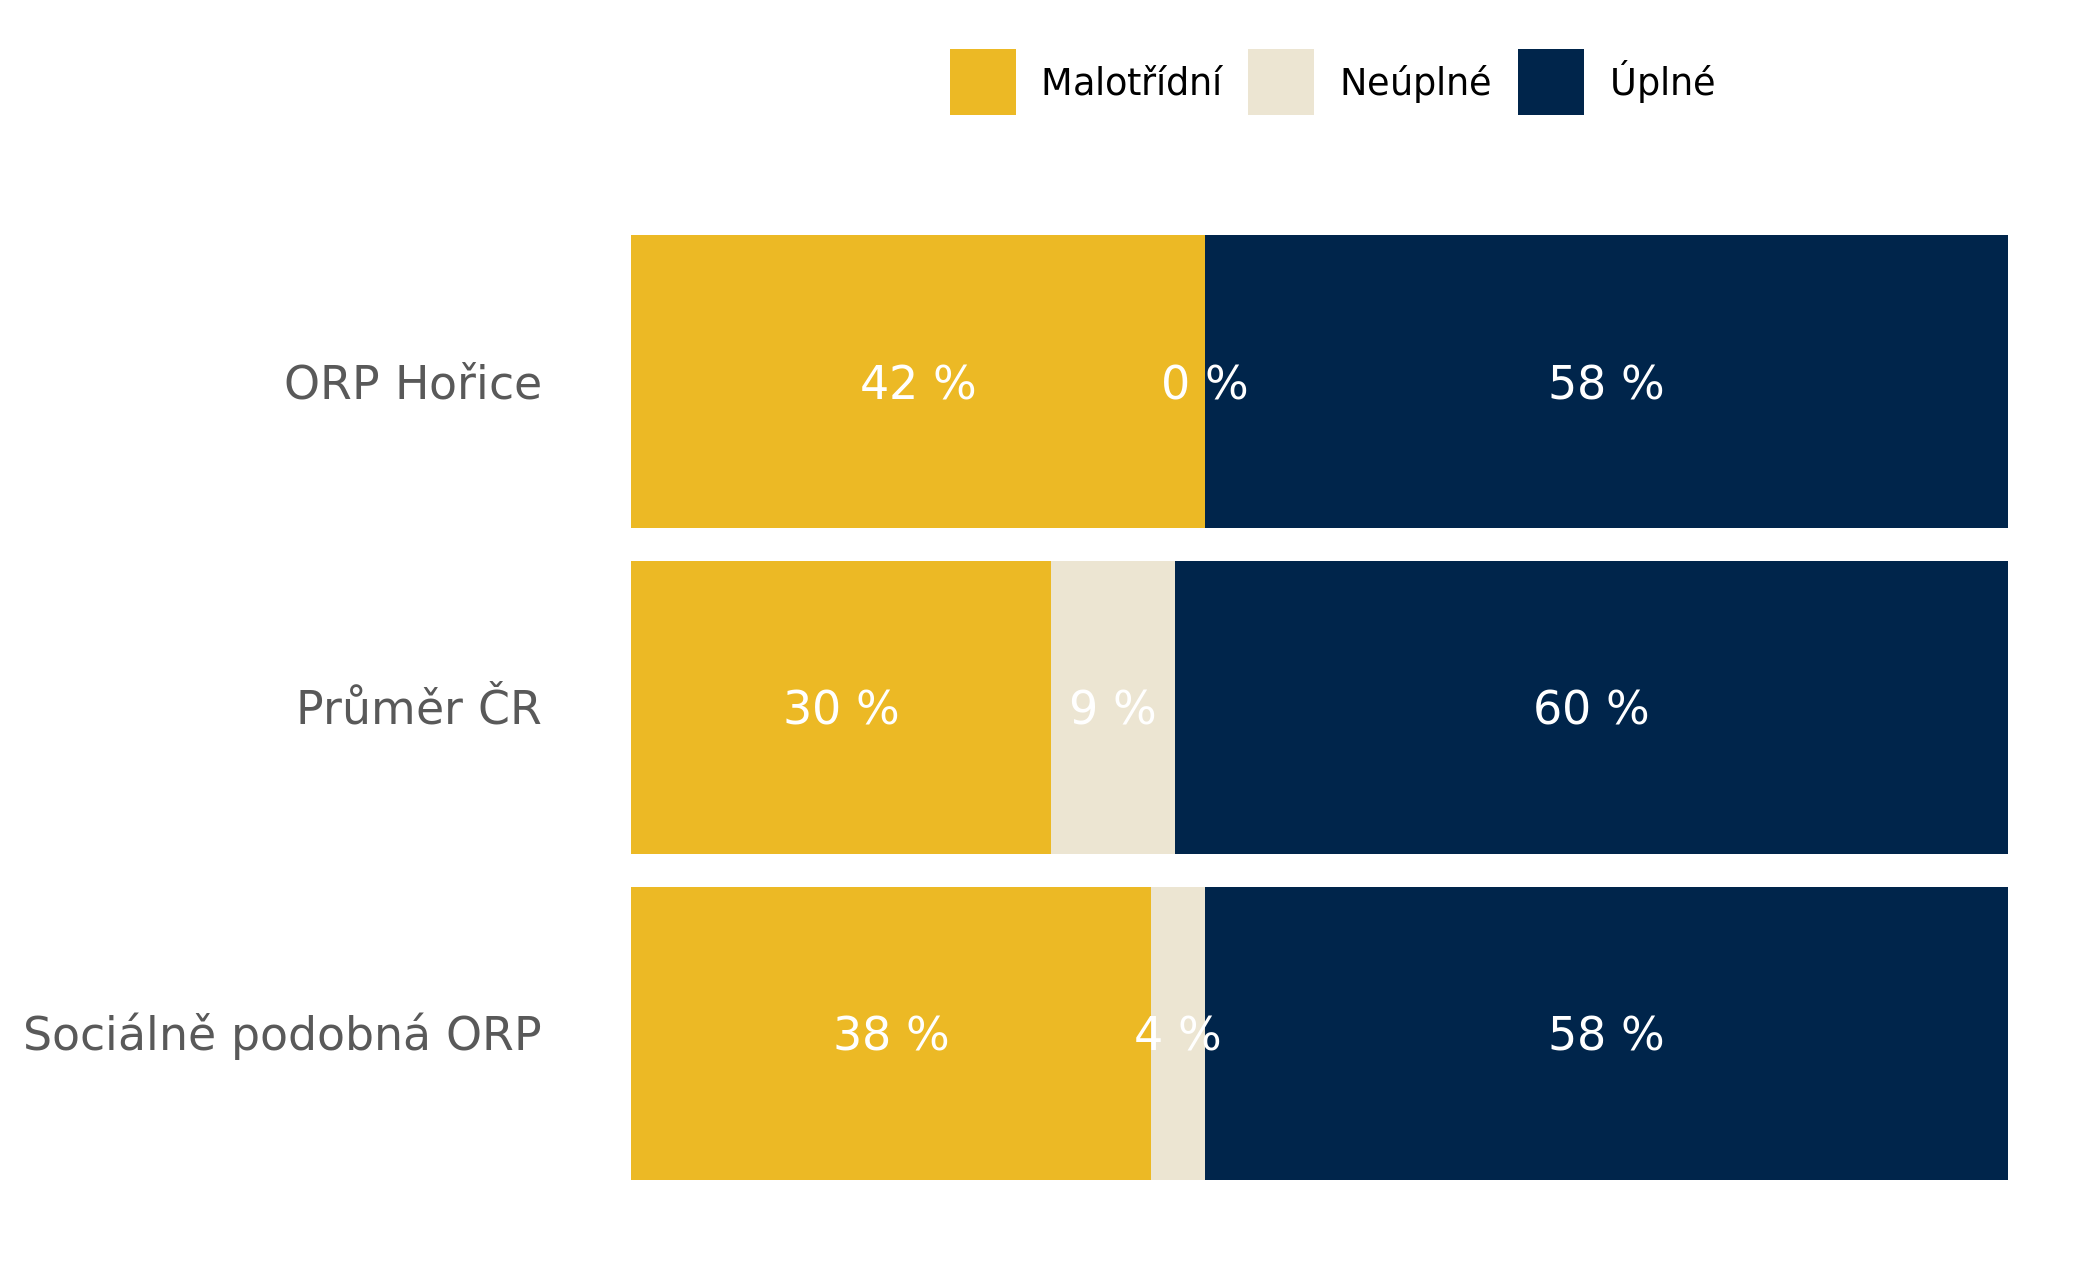 Malotřídní Neúplné Úplné
ORP Hořice 42 % 0 % 58 %
Průměr ČR 30 % 9 % 60 %
Sociálně podobná ORP 38 % 4 % 58 %